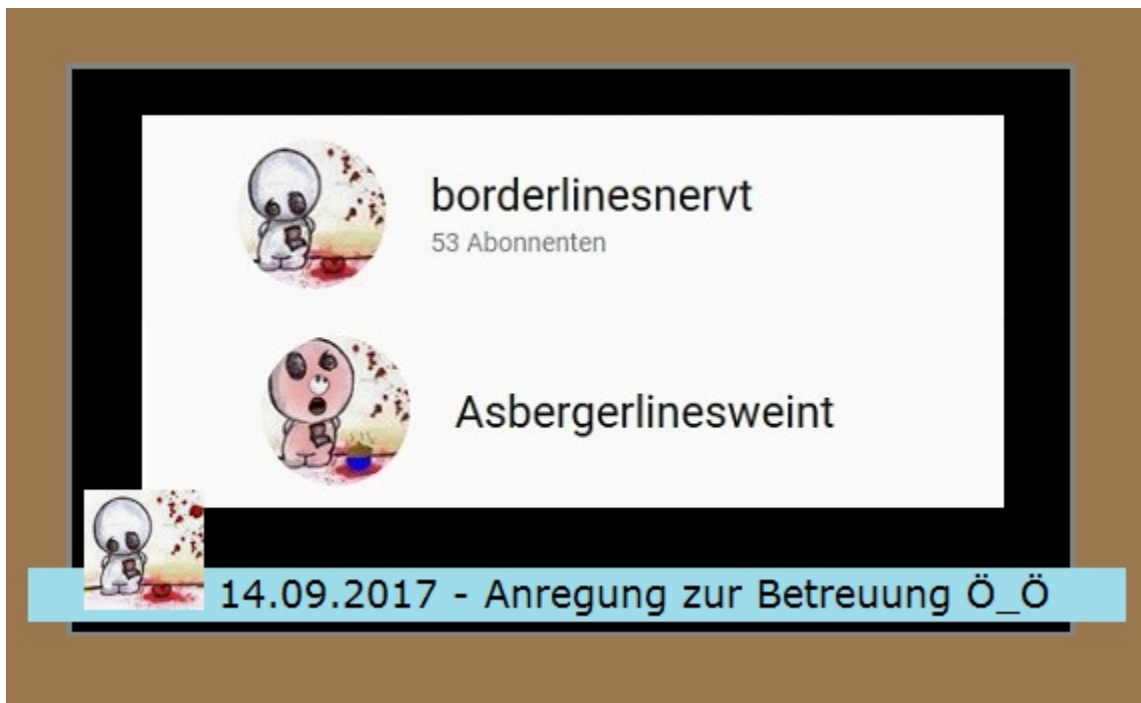 borderlinesnervt
53 Abonnenten
Asbergerlinesweint
14.09.2017 - Anregung zur Betreuung Ö_Ö